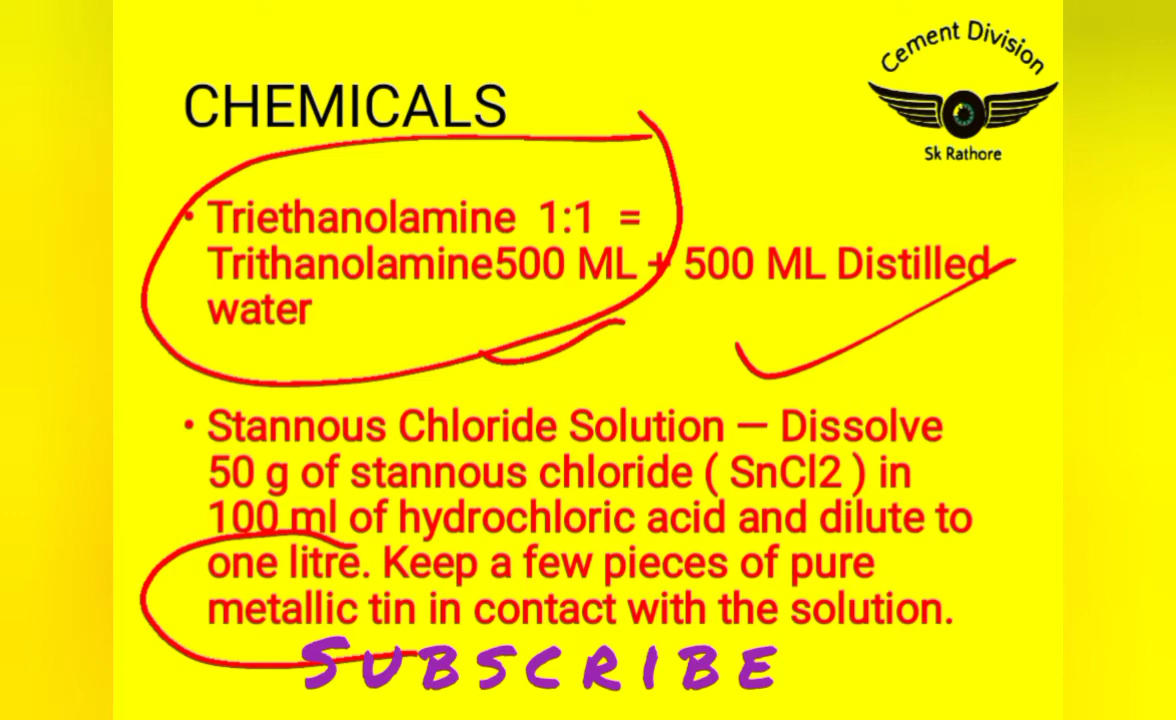 Cement Division
Sk Rathore
CHEMICALS
• Triethanolamine 1:1 =
Trithanolamine500 ML + 500 ML Distilled
water
• Stannous Chloride Solution — Dissolve
50 g of stannous chloride ( SnCl2 ) in
100 ml of hydrochloric acid and dilute to
one litre. Keep a few pieces of pure
metallic tin in contact with the solution.
SUBSCRIBE